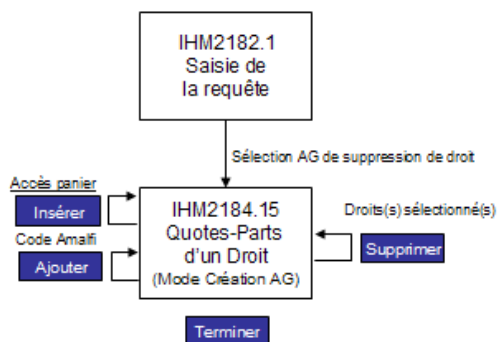 IHM2182.1
Saisie de
la requête
Sélection AG de suppression de droit
Accès panier
Insérer
Code Amalfi
Ajouter
IHM2184.15
Quotes-Parts
d'un Droit
(Mode Création AG)
Droits(s) sélectionné(s)
Supprimer
Terminer